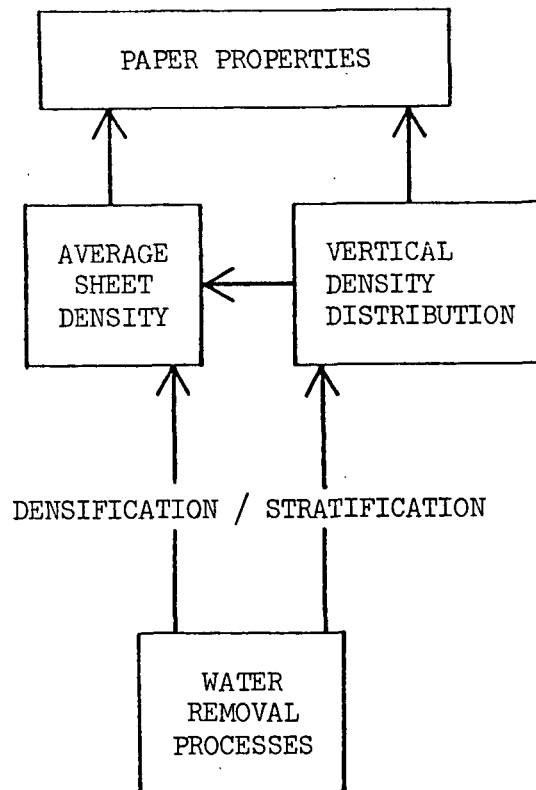 PAPER PROPERTIES
AVERAGE
SHEET
DENSITY
VERTICAL
DENSITY
DISTRIBUTION
DENSIFICATION / STRATIFICATION
WATER
REMOVAL
PROCESSES